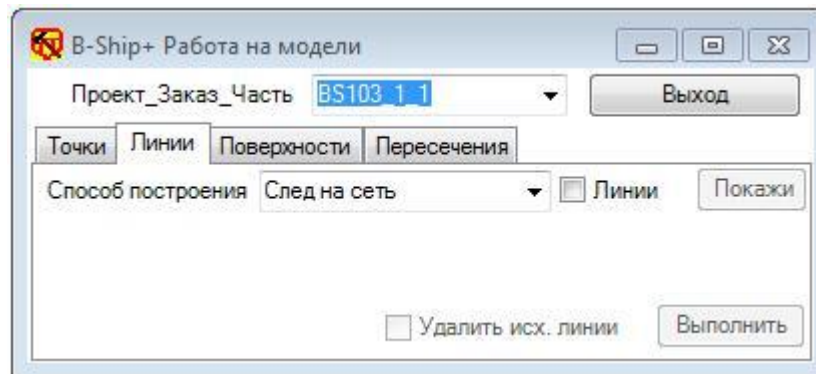 B-Ship+ Работа на модели
Проект_Заказ_Часть BS103_1_1 Выход
Точки Линии Поверхности Пересечения
Способ построения След на сеть Линии Покажи
Удалить исх. линии Выполнить